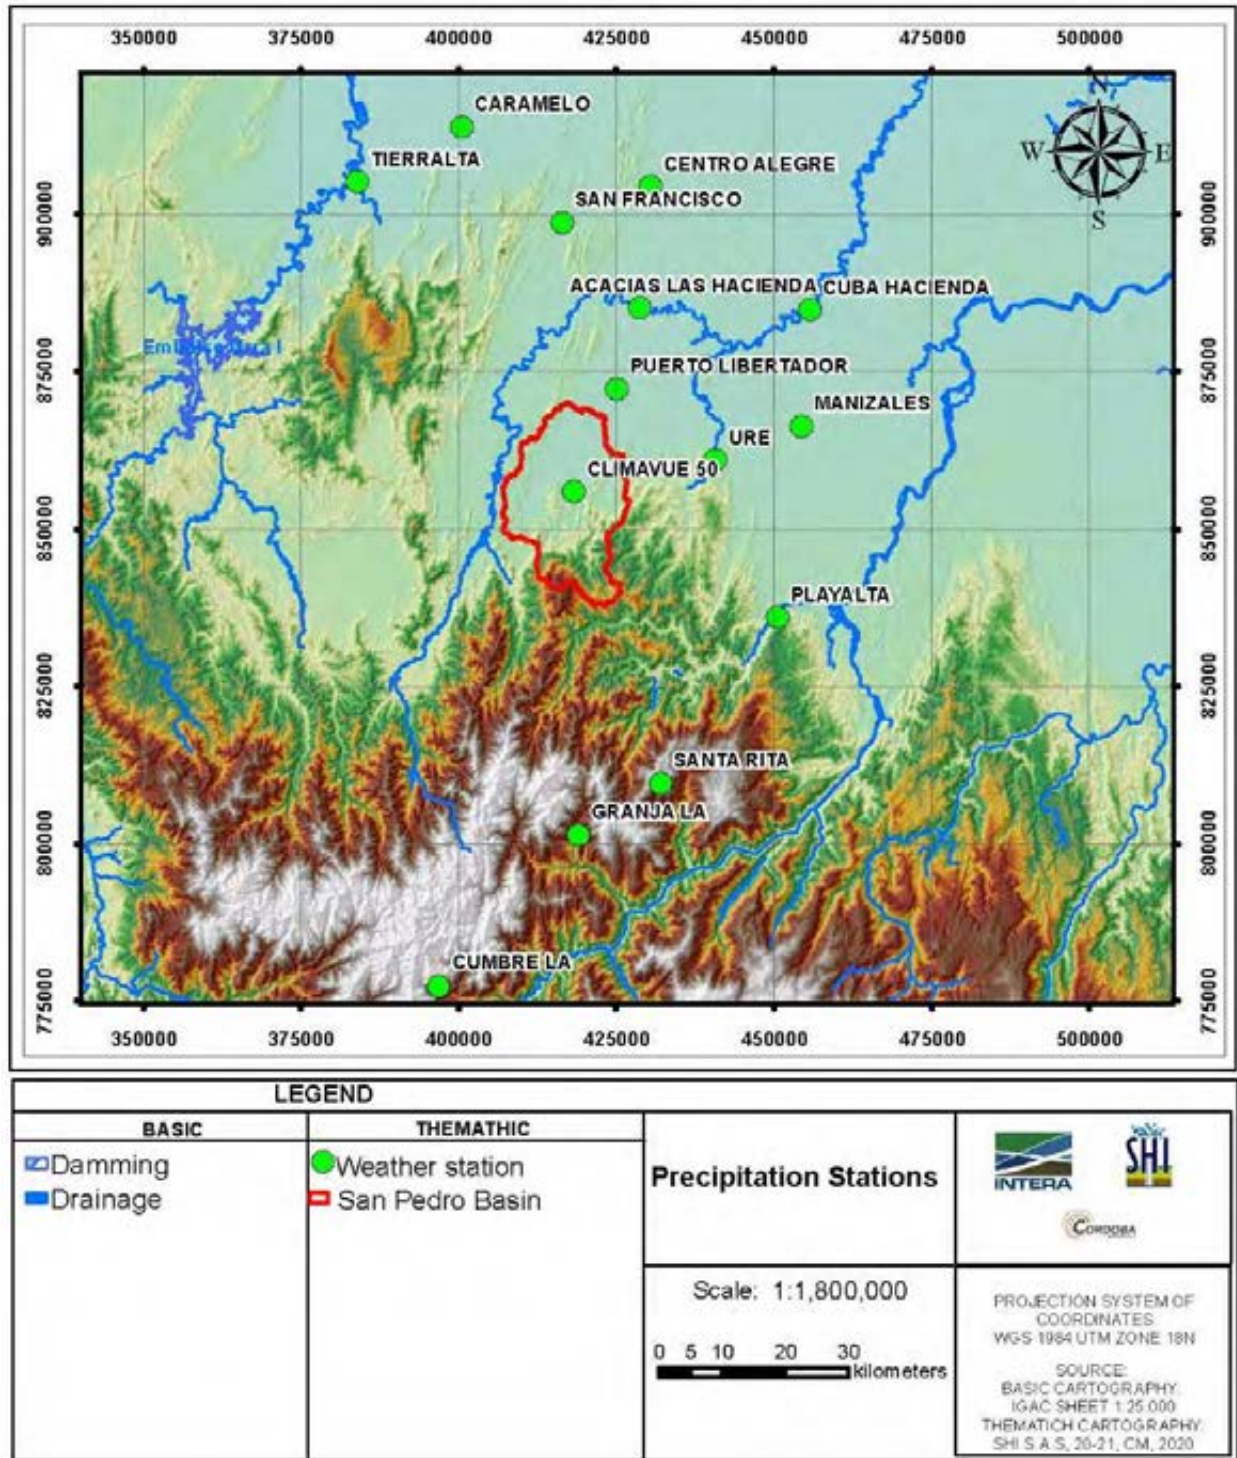 350000 375000 400000 425000 450000 475000 500000
N
CARAMELO
TIERRALTA
CENTRO ALEGRE
W E
SAN FRANCISCO
S
900000 900000
ACACIAS LAS HACIENDA CUBA HACIENDA
875000 875000
PUERTO LIBERTADOR
MANIZALES
URE
CLIMAVUE 50
850000 850000
PLAYALTA
825000 825000
SANTA RITA
GRANJA LA
800000 800000
CUMBRE LA
775000 775000
350000 375000 400000 425000 450000 475000 500000
LEGEND
BASIC
Damming
Drainage
THEMATHIC
Weather station
San Pedro Basin
Precipitation Stations
Scale: 1:1,800,000
0 5 10 20 30
kilometers
INTERA
SHI
CORDOBA
PROJECTION SYSTEM OF
COORDINATES
WGS 1984 UTM ZONE 18N
SOURCE:
BASIC CARTOGRAPHY:
IGAC SHEET 1:25.000
THEMATICH CARTOGRAPHY:
SHI S.A.S, 20-21, CM, 2020